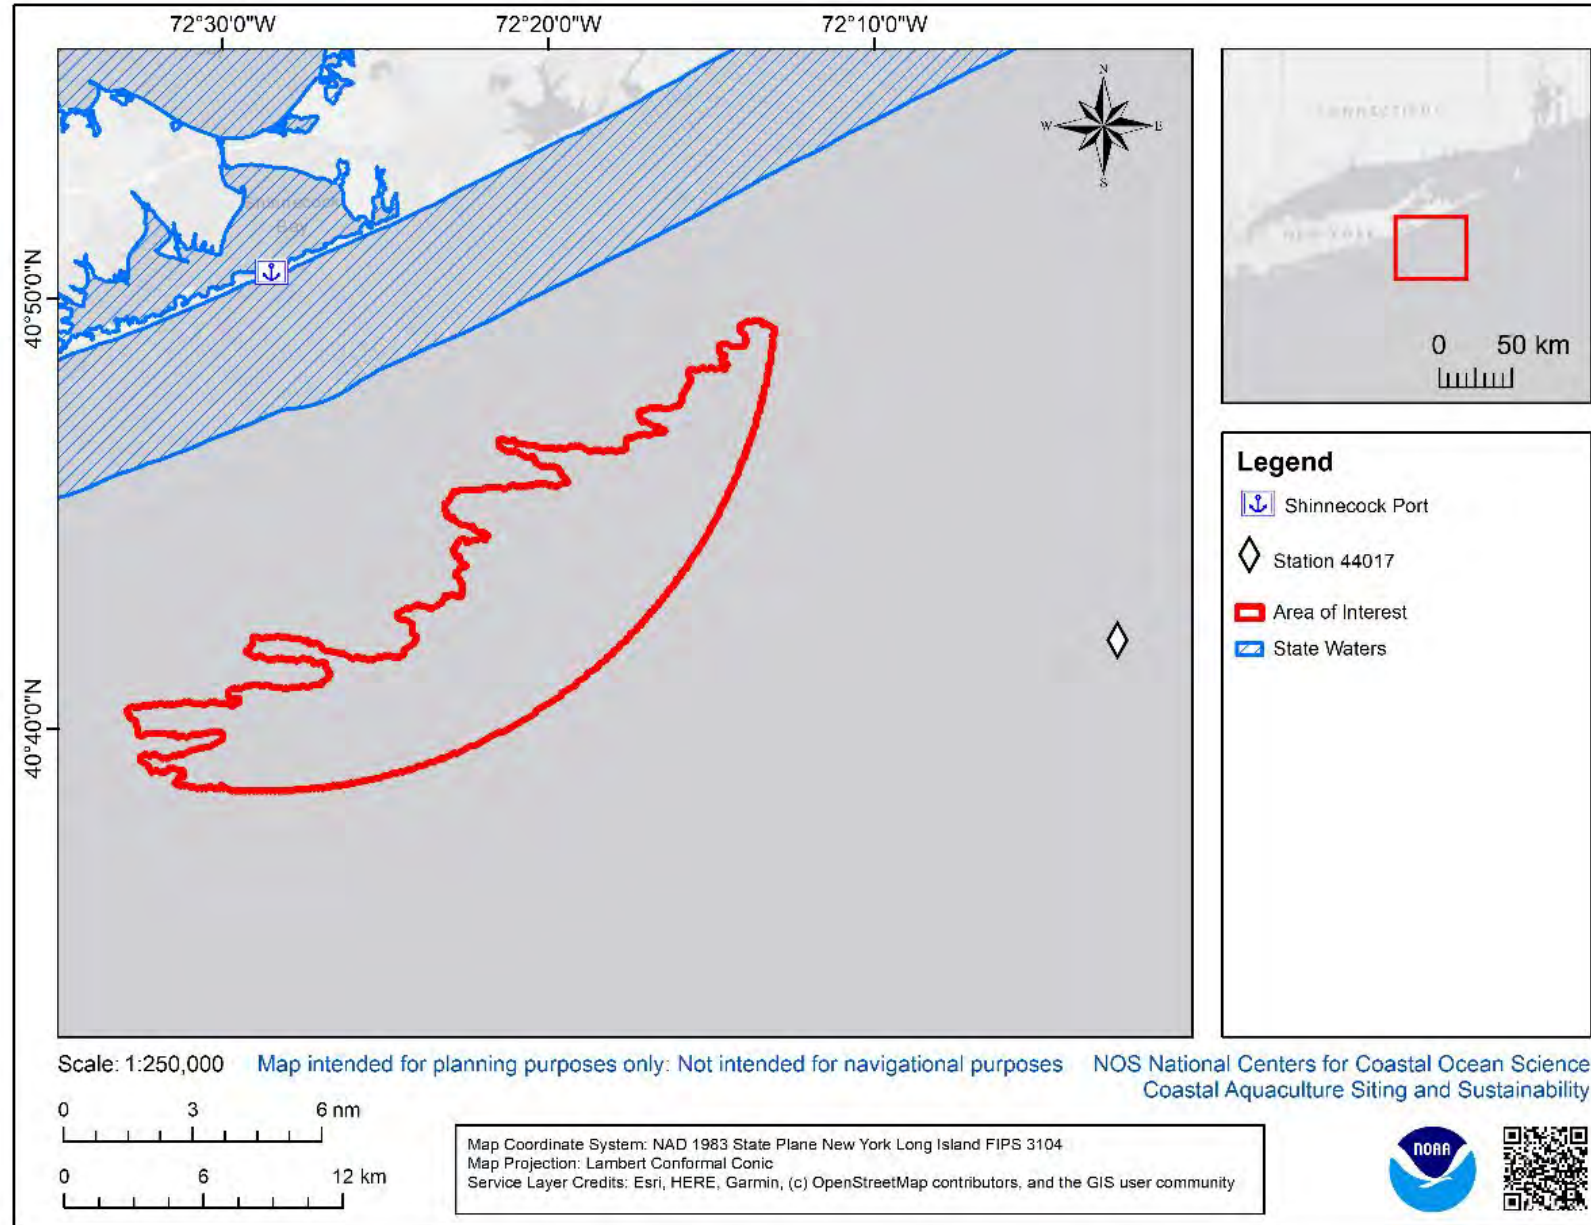 72°30'0"W
72°20'0"W
72°10'0"W
N
W
E
S
Shinnecock
Bay
40°50'0"N
40°40'0"N
CONNECTICUT
NEW YORK
0 50 km
Legend
Shinnecock Port
Station 44017
Area of Interest
State Waters
Scale: 1:250,000
Map intended for planning purposes only: Not intended for navigational purposes
NOS National Centers for Coastal Ocean Science
Coastal Aquaculture Siting and Sustainability
0 3 6 nm
0 6 12 km
Map Coordinate System: NAD 1983 State Plane New York Long Island FIPS 3104
Map Projection: Lambert Conformal Conic
Service Layer Credits: Esri, HERE, Garmin, (c) OpenStreetMap contributors, and the GIS user community
NOAA